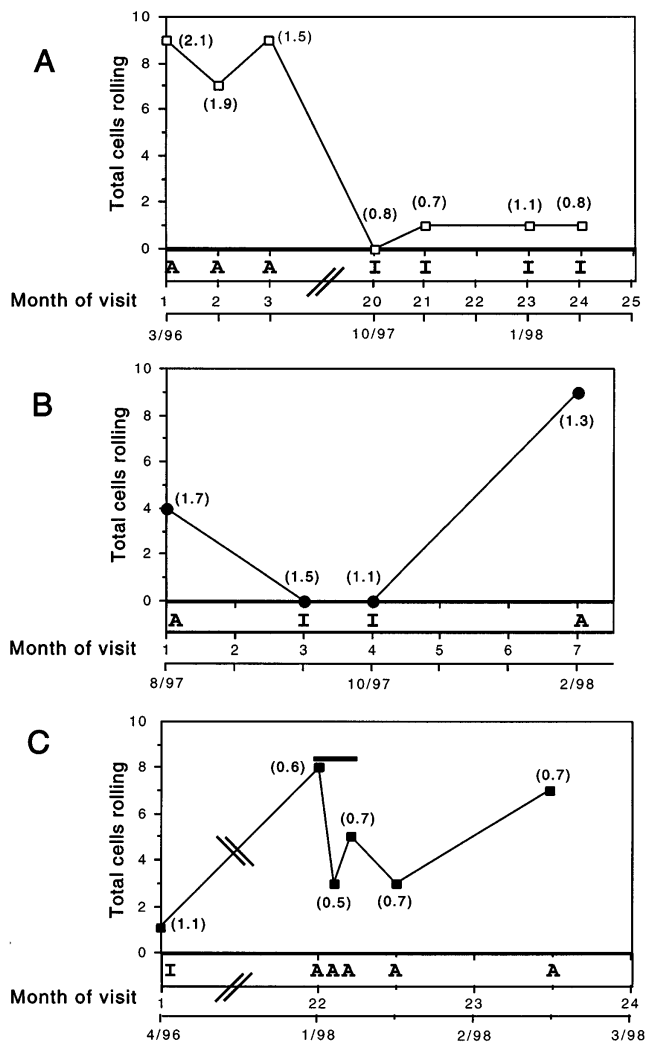 A
Total cells rolling
10
(2.1)
(1.5)
8
(1.9)
6
4
2
(0.8) (0.7) (1.1) (0.8)
0
A A A I I I I
Month of visit 1 2 3 20 21 22 23 24 25
3/96 10/97 1/98
B
Total cells rolling
10
8
(1.3)
6
4 (1.7)
2
(1.5) (1.1)
0
A I I A
Month of visit 1 2 3 4 5 6 7
8/97 10/97 2/98
C
Total cells rolling
10
8 (0.6) (0.7)
6 (0.7)
4
2 (0.5) (0.7)
(1.1)
0
I A A A A A
Month of visit 1 22 23 24
4/96 1/98 2/98 3/98